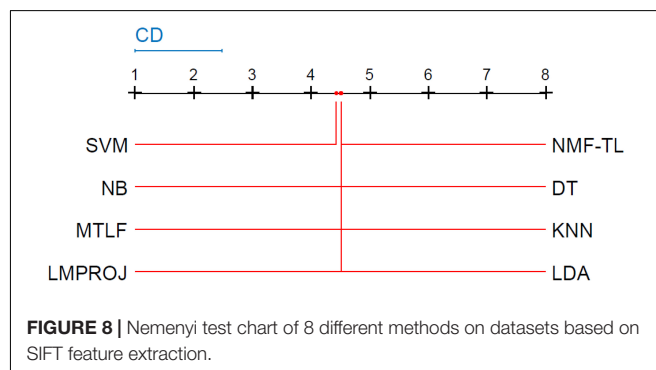 CD
1 2 3 4 5 6 7 8
SVM NMF-TL
NB DT
MTLF KNN
LMPROJ LDA
FIGURE 8 | Nemenyi test chart of 8 different methods on datasets based on
SIFT feature extraction.